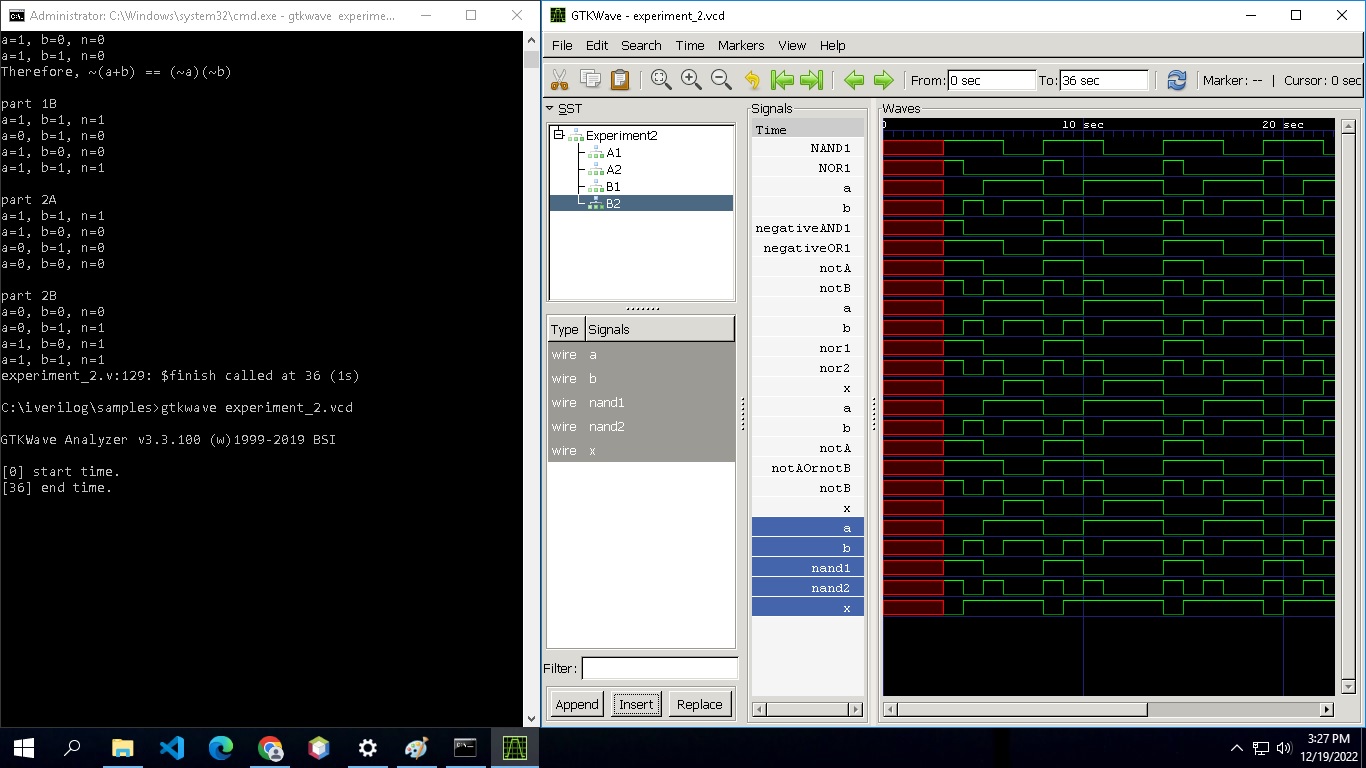 Administrator: C:\Windows\system32\cmd.exe - gtkwave experime...
a=1, b=0, n=0
a=1, b=1, n=0
Therefore, ~(a+b) == (~a)(~b)
part 1B
a=1, b=1, n=1
a=0, b=1, n=0
a=1, b=0, n=0
a=1, b=1, n=1
part 2A
a=1, b=1, n=1
a=1, b=0, n=0
a=0, b=1, n=0
a=0, b=0, n=0
part 2B
a=0, b=0, n=0
a=0, b=1, n=1
a=1, b=0, n=1
a=1, b=1, n=1
experiment_2.v:129: $finish called at 36 (1s)
C:\iverilog\samples>gtkwave experiment_2.vcd
GTKWave Analyzer v3.3.100 (w)1999-2019 BSI
[0] start time.
[36] end time.
GTKWave - experiment_2.vcd
File Edit Search Time Markers View Help
From: 0 sec To: 36 sec Marker: -- | Cursor: 0 sec
SST
Experiment2
A1
A2
B1
B2
Type Signals
wire a
wire b
wire nand1
wire nand2
wire x
Filter:
Append Insert Replace
Signals
Time
NAND1
NOR1
a
b
negativeAND1
negativeOR1
notA
notB
a
b
nor1
nor2
x
a
b
notA
notAOrnotB
notB
x
a
b
nand1
nand2
x
Waves
0 10 sec 20 sec
3:27 PM
12/19/2022